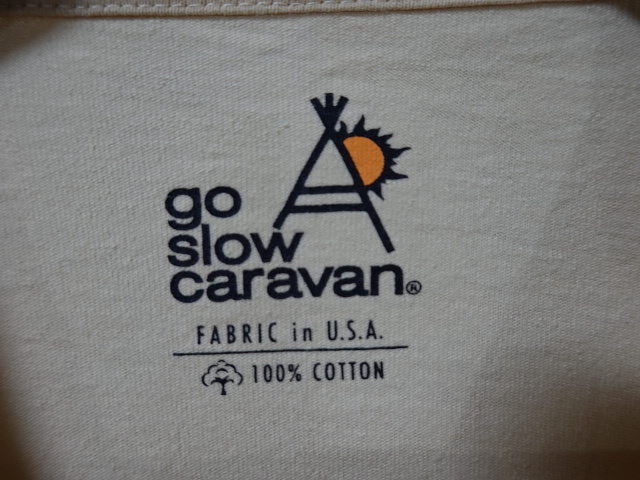 go
slow
caravan®
FABRIC in U.S.A.
100% COTTON